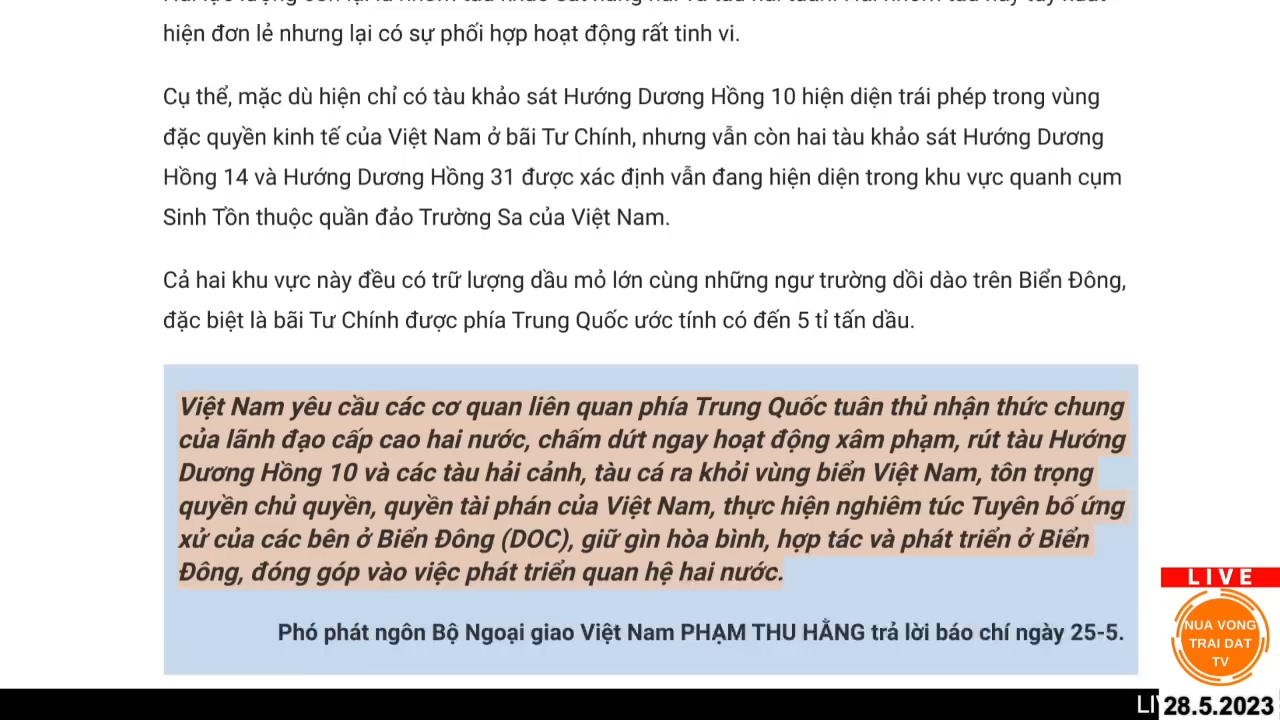 hiện đơn lẻ nhưng lại có sự phối hợp hoạt động rất tinh vi.
Cụ thể, mặc dù hiện chỉ có tàu khảo sát Hướng Dương Hồng 10 hiện diện trái phép trong vùng
đặc quyền kinh tế của Việt Nam ở bãi Tư Chính, nhưng vẫn còn hai tàu khảo sát Hướng Dương
Hồng 14 và Hướng Dương Hồng 31 được xác định vẫn đang hiện diện trong khu vực quanh cụm
Sinh Tồn thuộc quần đảo Trường Sa của Việt Nam.
Cả hai khu vực này đều có trữ lượng dầu mỏ lớn cùng những ngư trường dồi dào trên Biển Đông,
đặc biệt là bãi Tư Chính được phía Trung Quốc ước tính có đến 5 tỉ tấn dầu.
Việt Nam yêu cầu các cơ quan liên quan phía Trung Quốc tuân thủ nhận thức chung
của lãnh đạo cấp cao hai nước, chấm dứt ngay hoạt động xâm phạm, rút tàu Hướng
Dương Hồng 10 và các tàu hải cảnh, tàu cá ra khỏi vùng biển Việt Nam, tôn trọng
quyền chủ quyền, quyền tài phán của Việt Nam, thực hiện nghiêm túc Tuyên bố ứng
xử của các bên ở Biển Đông (DOC), giữ gìn hòa bình, hợp tác và phát triển ở Biển
Đông, đóng góp vào việc phát triển quan hệ hai nước.
Phó phát ngôn Bộ Ngoại giao Việt Nam PHẠM THU HẰNG trả lời báo chí ngày 25-5.
LIVE
NUA VONG
TRAI DAT
TV
28.5.2023